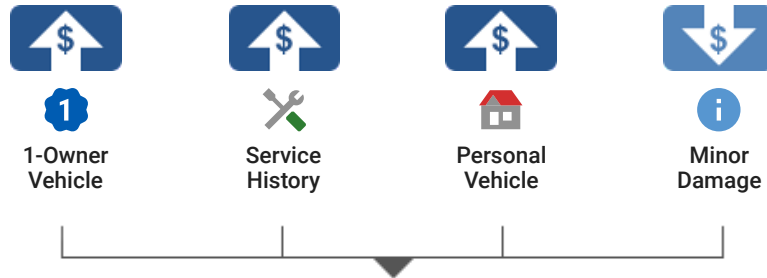 $ $ $ $
1 i
1-Owner Service Personal Minor
Vehicle History Vehicle Damage